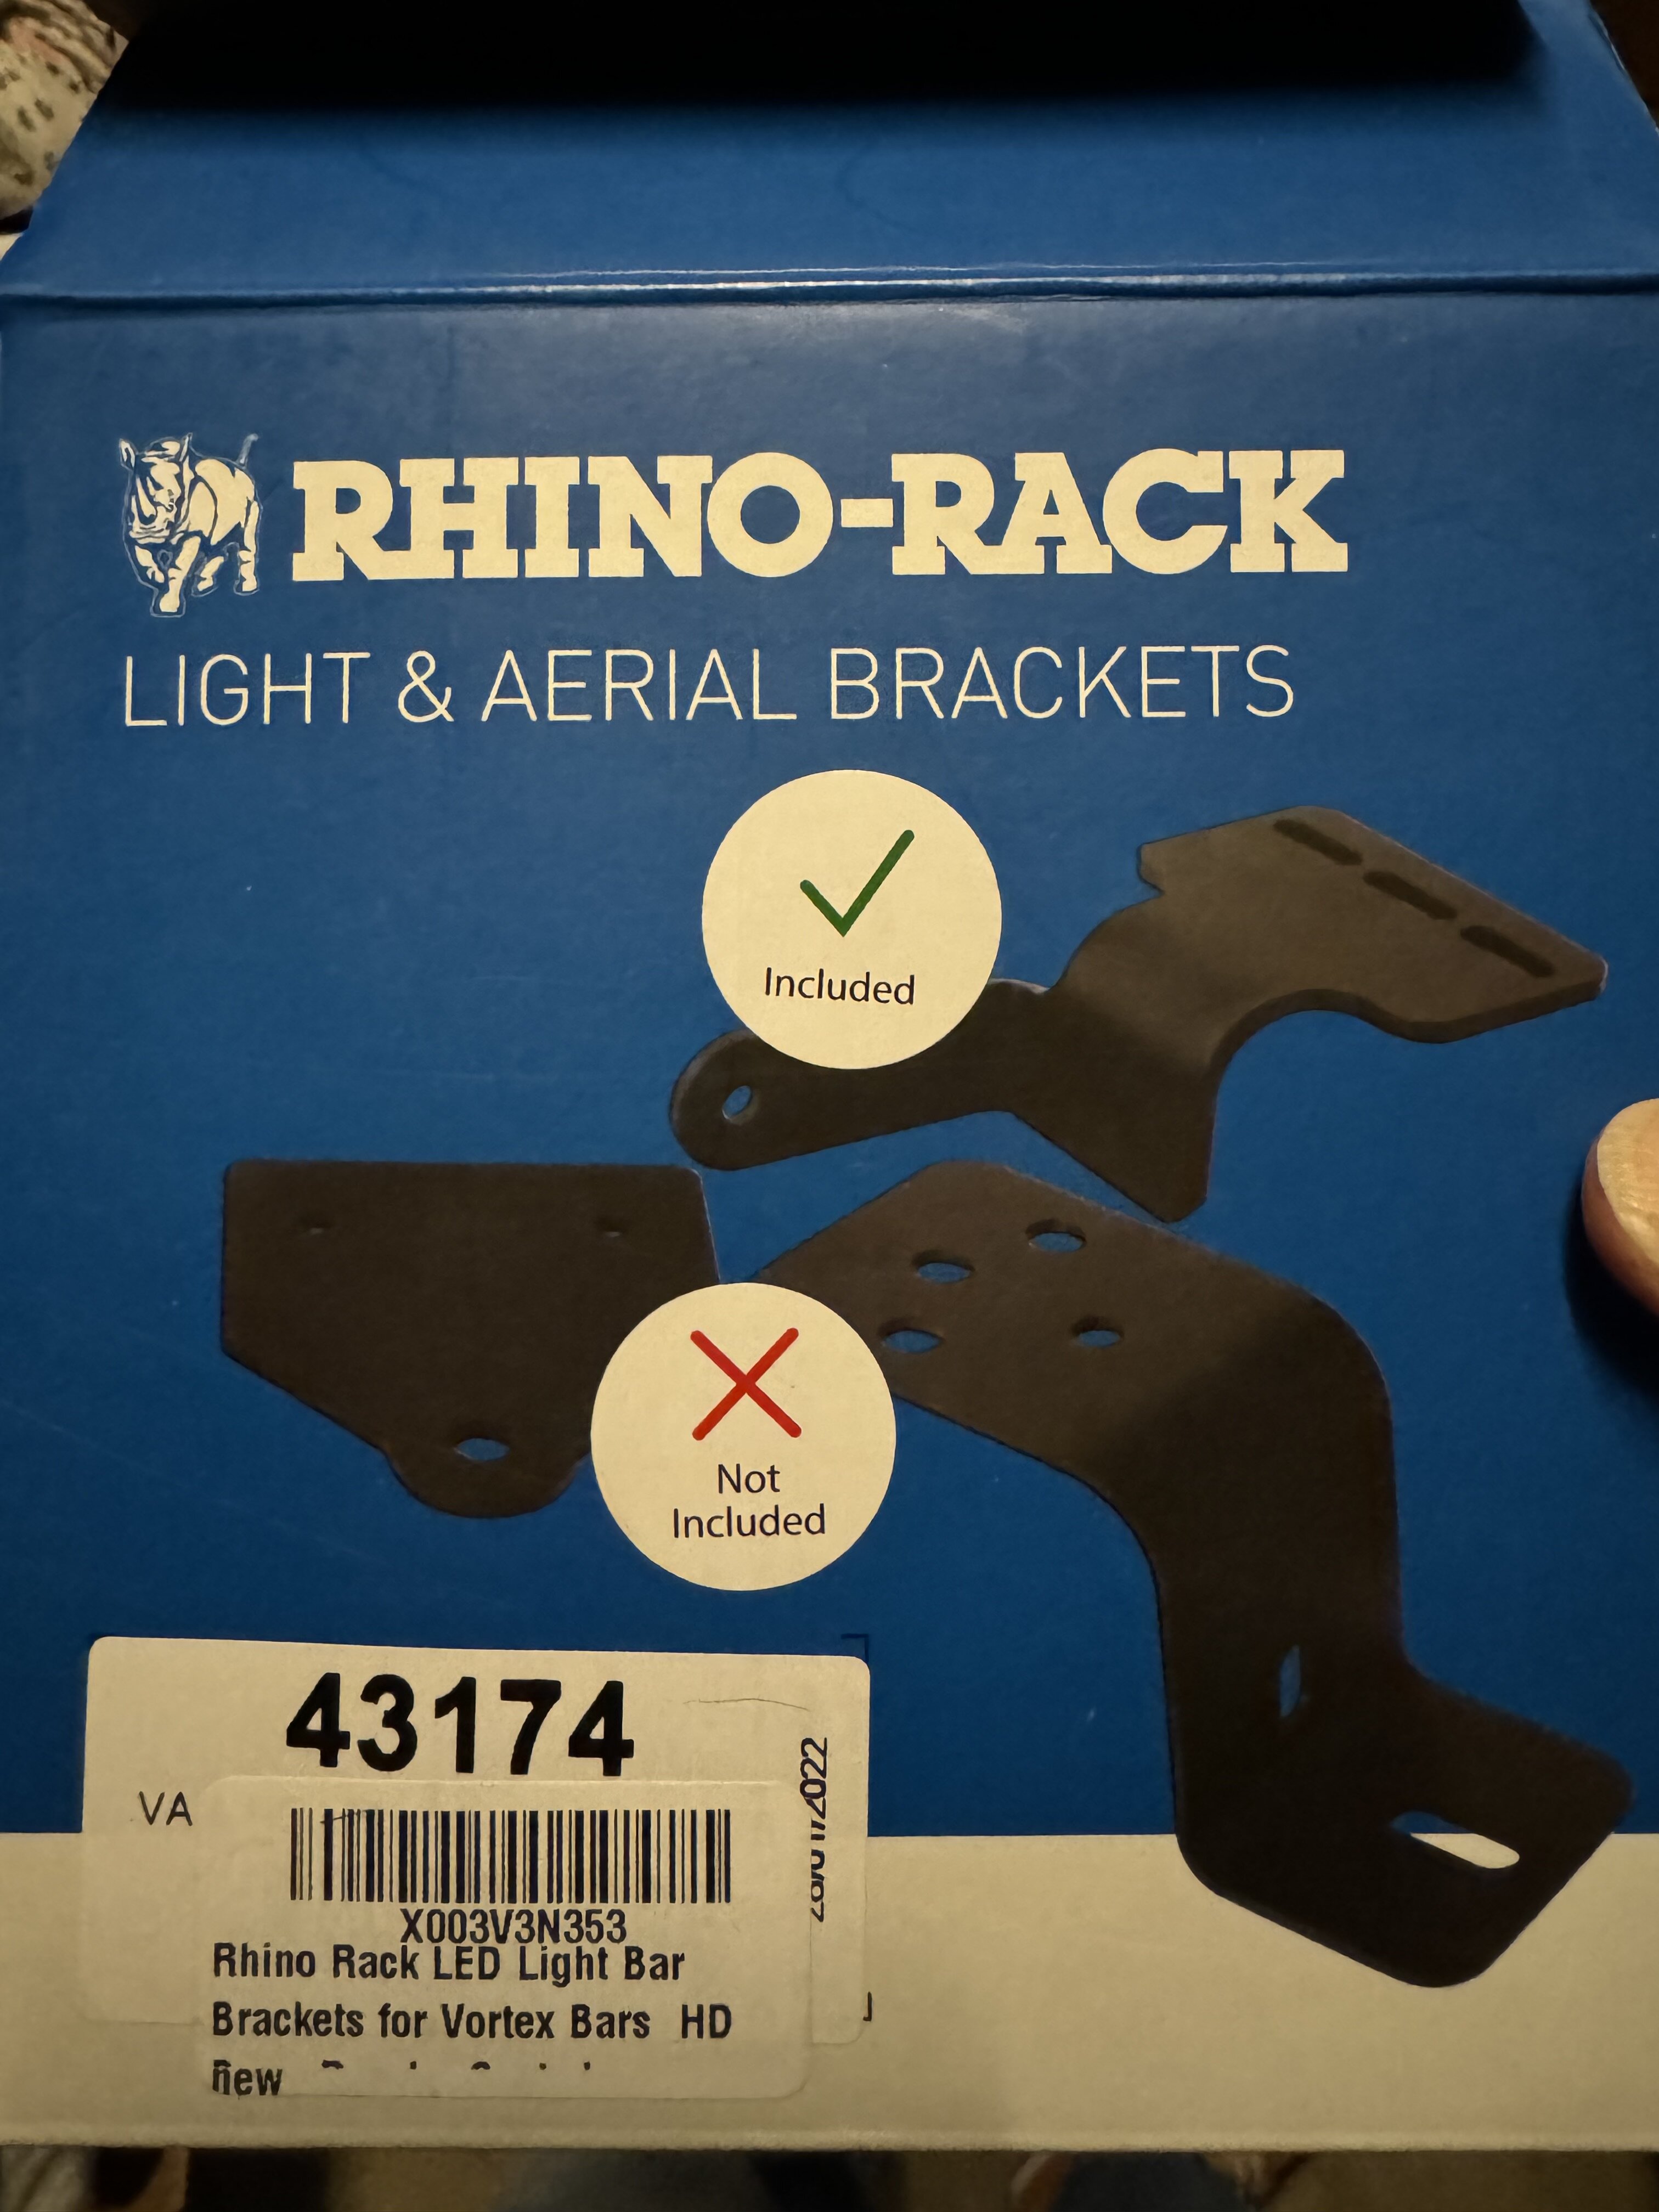 RHINO-RACK
LIGHT & AERIAL BRACKETS
Included
Not
Included
43174
VA
X003V3N353
Rhino Rack LED Light Bar
Brackets for Vortex Bars HD
new